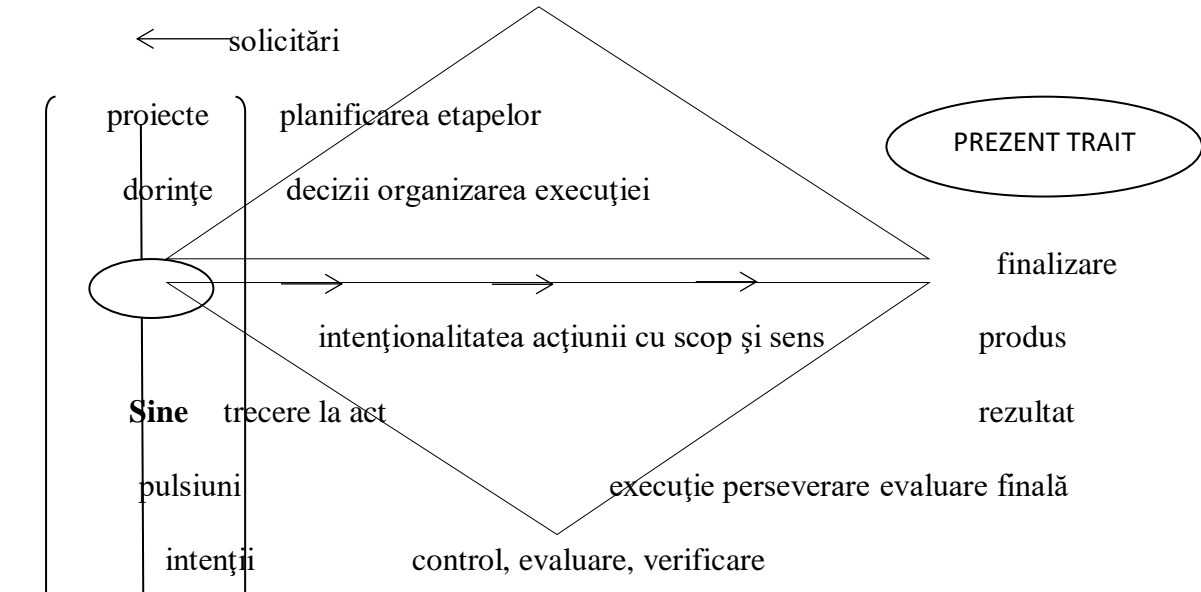 solicitări
proiecte planificarea etapelor
PREZENT TRAIT
dorinţe decizii organizarea execuţiei
finalizare
intenţionalitatea acţiunii cu scop şi sens produs
Sine trecere la act rezultat
pulsiuni execuţie perseverare evaluare finală
intenţii control, evaluare, verificare